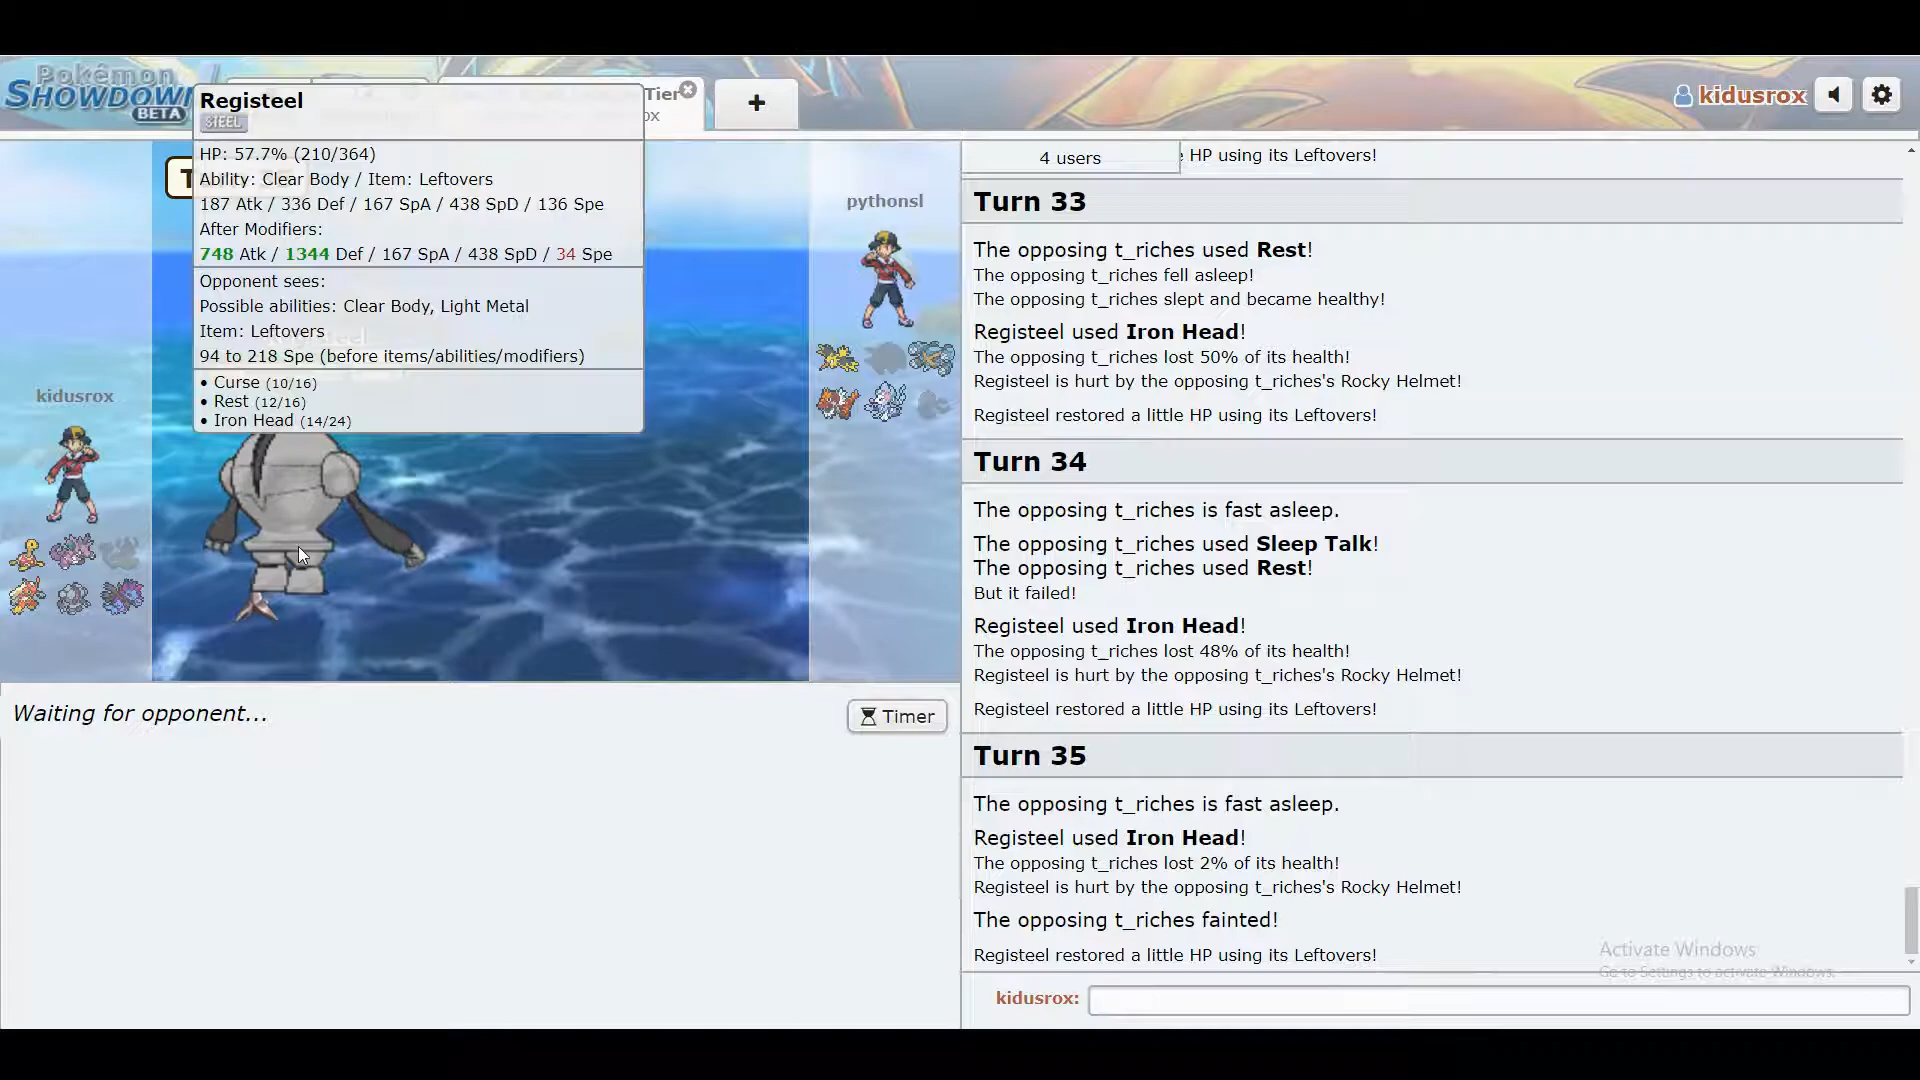 Pokémon
SHOWDOWN
BETA
Registeel
STEEL
HP: 57.7% (210/364)
Ability: Clear Body / Item: Leftovers
187 Atk / 336 Def / 167 SpA / 438 SpD / 136 Spe
After Modifiers:
748 Atk / 1344 Def / 167 SpA / 438 SpD / 34 Spe
Opponent sees:
Possible abilities: Clear Body, Light Metal
Item: Leftovers
94 to 218 Spe (before items/abilities/modifiers)
• Curse (10/16)
• Rest (12/16)
• Iron Head (14/24)
Tier
ox
+
kidusrox
pythonsl
kidusrox
Waiting for opponent...
Timer
4 users
HP using its Leftovers!
Turn 33
The opposing t_riches used Rest!
The opposing t_riches fell asleep!
The opposing t_riches slept and became healthy!
Registeel used Iron Head!
The opposing t_riches lost 50% of its health!
Registeel is hurt by the opposing t_riches's Rocky Helmet!
Registeel restored a little HP using its Leftovers!
Turn 34
The opposing t_riches is fast asleep.
The opposing t_riches used Sleep Talk!
The opposing t_riches used Rest!
But it failed!
Registeel used Iron Head!
The opposing t_riches lost 48% of its health!
Registeel is hurt by the opposing t_riches's Rocky Helmet!
Registeel restored a little HP using its Leftovers!
Turn 35
The opposing t_riches is fast asleep.
Registeel used Iron Head!
The opposing t_riches lost 2% of its health!
Registeel is hurt by the opposing t_riches's Rocky Helmet!
The opposing t_riches fainted!
Registeel restored a little HP using its Leftovers!
Activate Windows
Go to Settings to activate Windows.
kidusrox: